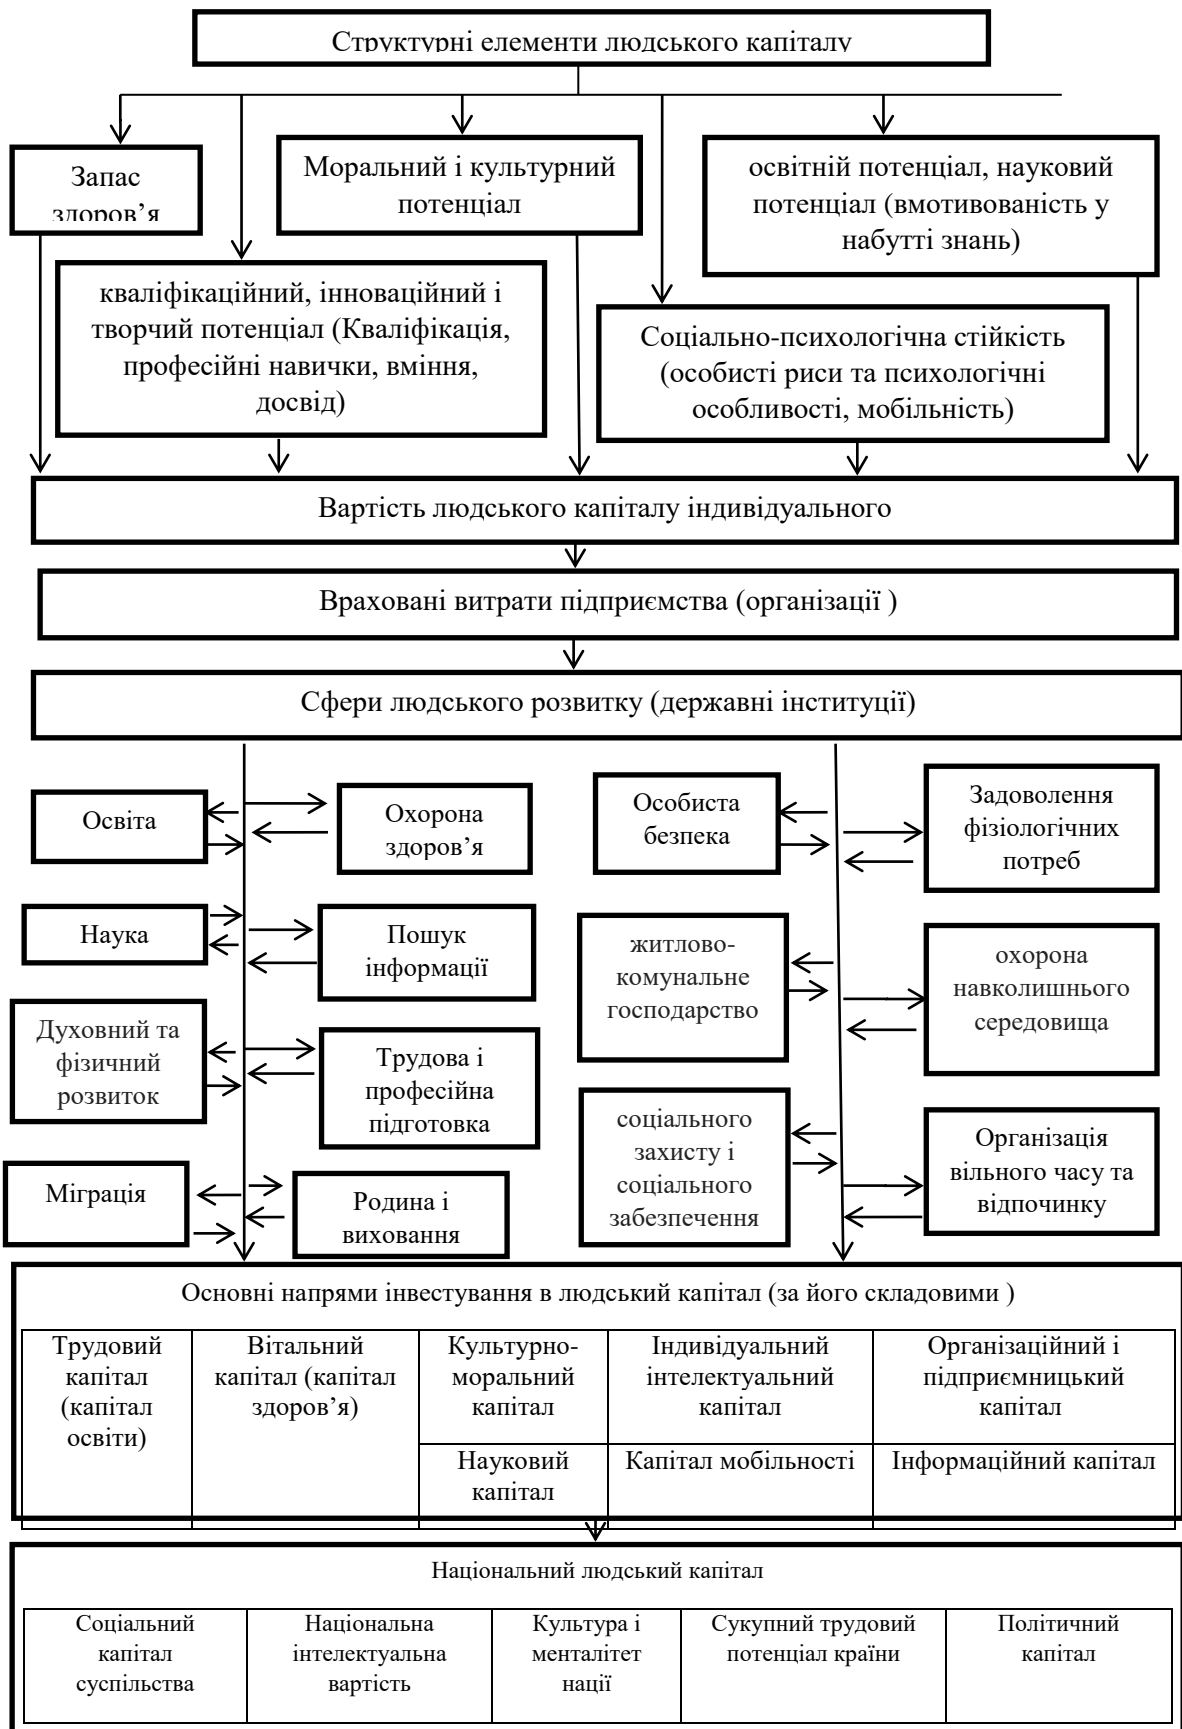 Структурні елементи людського капіталу
Запас
здоров’я
Моральний і культурний
потенціал
освітній потенціал, науковий
потенціал (вмотивованість у
набутті знань)
кваліфікаційний, інноваційний і
творчий потенціал (Кваліфікація,
професійні навички, вміння,
досвід)
Соціально-психологічна стійкість
(особисті риси та психологічні
особливості, мобільність)
Вартість людського капіталу індивідуального
Враховані витрати підприємства (організації )
Сфери людського розвитку (державні інституції)
Освіта
Охорона
здоров’я
Особиста
безпека
Задоволення
фізіологічних
потреб
Наука
Пошук
інформації
житлово-
комунальне
господарство
охорона
навколишнього
середовища
Духовний та
фізичний
розвиток
Трудова і
професійна
підготовка
соціального
захисту і
соціального
забезпечення
Організація
вільного часу та
відпочинку
Міграція
Родина і
виховання
Основні напрями інвестування в людський капітал (за його складовими )
Трудовий
капітал
(капітал
освіти)
Вітальний
капітал (капітал
здоров’я)
Культурно-
моральний
капітал
Індивідуальний
інтелектуальний
капітал
Організаційний і
підприємницький
капітал
Науковий
капітал
Капітал мобільності
Інформаційний капітал
Національний людський капітал
Соціальний
капітал
суспільства
Національна
інтелектуальна
вартість
Культура і
менталітет
нації
Сукупний трудовий
потенціал країни
Політичний
капітал